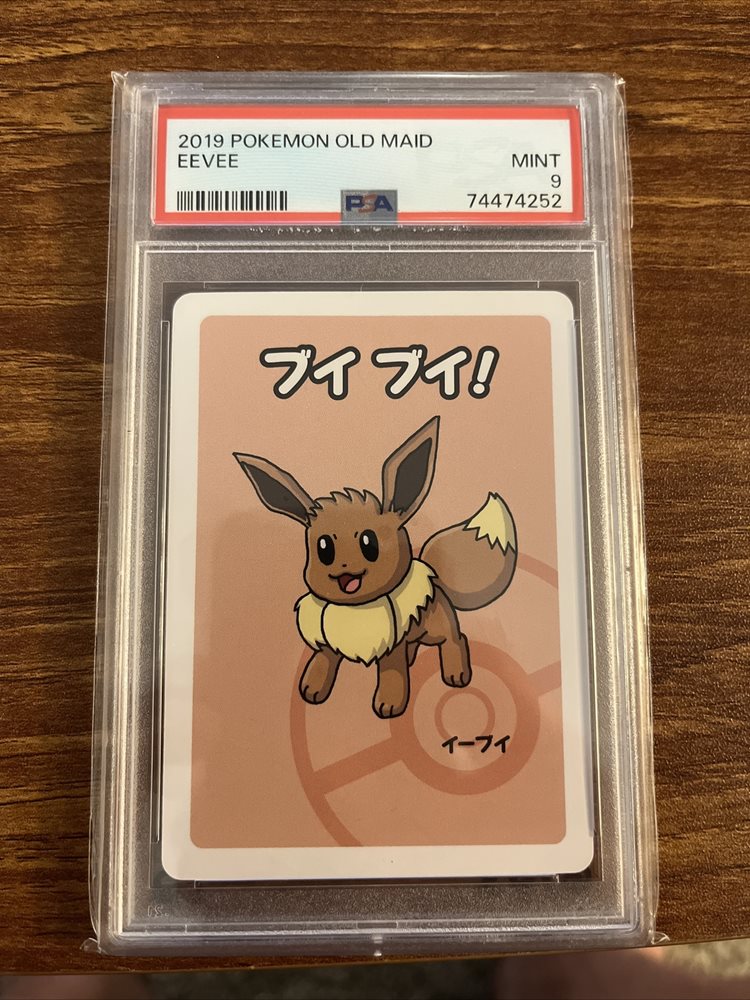 2019 POKEMON OLD MAID
EEVEE MINT
9
PSA 74474252
ブイ ブイ!
イーブイ